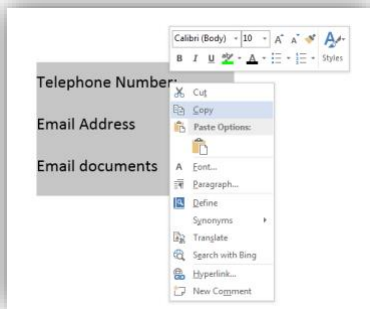 Calibri (Body) 10 A A
B I U A Styles
Telephone Number:
Email Address
Email documents
Cut
Copy
Paste Options:
A Font...
Paragraph...
Define
Synonyms
Translate
Search with Bing
Hyperlink...
New Comment